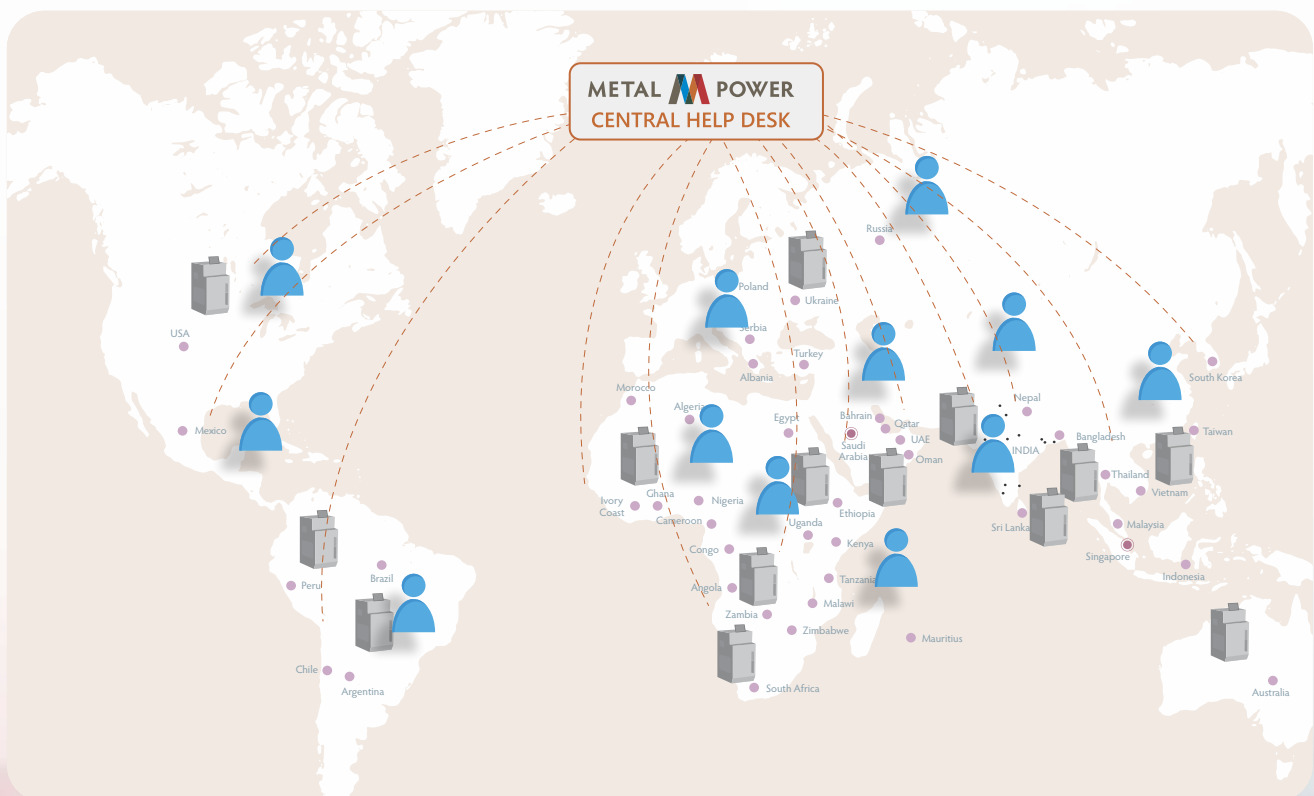 METAL POWER
CENTRAL HELP DESK
Russia
Poland
Ukraine
Serbia
USA
Turkey
Albania
South Korea
Morocco
Algeria
Nepal
Egypt
Bahrain
Qatar
Mexico
Saudi
Arabia
UAE
Bangladesh
Taiwan
INDIA
Oman
Thailand
Vietnam
Ghana
Ivory
Coast
Nigeria
Ethiopia
Cameroon
Uganda
Sri Lanka
Malaysia
Kenya
Congo
Singapore
Brazil
Tanzania
Indonesia
Peru
Angola
Malawi
Zambia
Zimbabwe
Mauritius
Chile
Argentina
South Africa
Australia